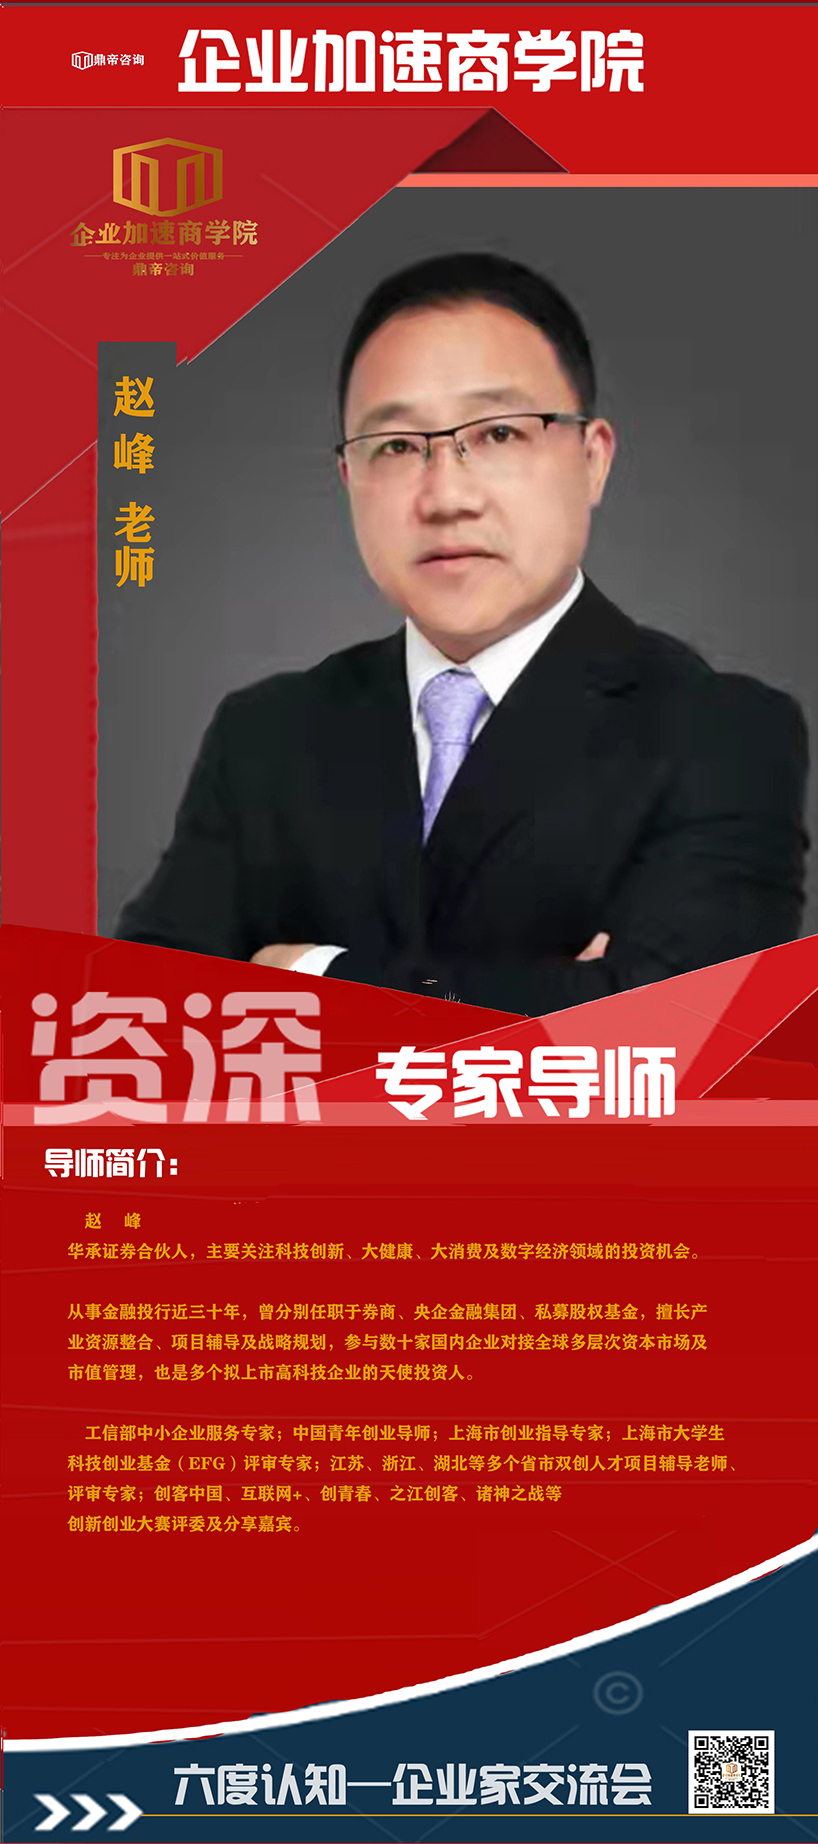 鼎帝咨询
企业加速商学院
企业加速商学院
专注为企业提供一站式价值服务
鼎帝咨询
赵峰 老师
资深 专家导师
导师简介：
赵 峰
华承证券合伙人，主要关注科技创新、大健康、大消费及数字经济领域的投资机会。
从事金融投行近三十年，曾分别任职于券商、央企金融集团、私募股权基金，擅长产
业资源整合、项目辅导及战略规划，参与数十家国内企业对接全球多层次资本市场及
市值管理，也是多个拟上市高科技企业的天使投资人。
工信部中小企业服务专家；中国青年创业导师；上海市创业指导专家；上海市大学生
科技创业基金（EFG）评审专家；江苏、浙江、湖北等多个省市双创人才项目辅导老师、
评审专家；创客中国、互联网+、创青春、之江创客、诸神之战等
创新创业大赛评委及分享嘉宾。
©
六度认知—企业家交流会